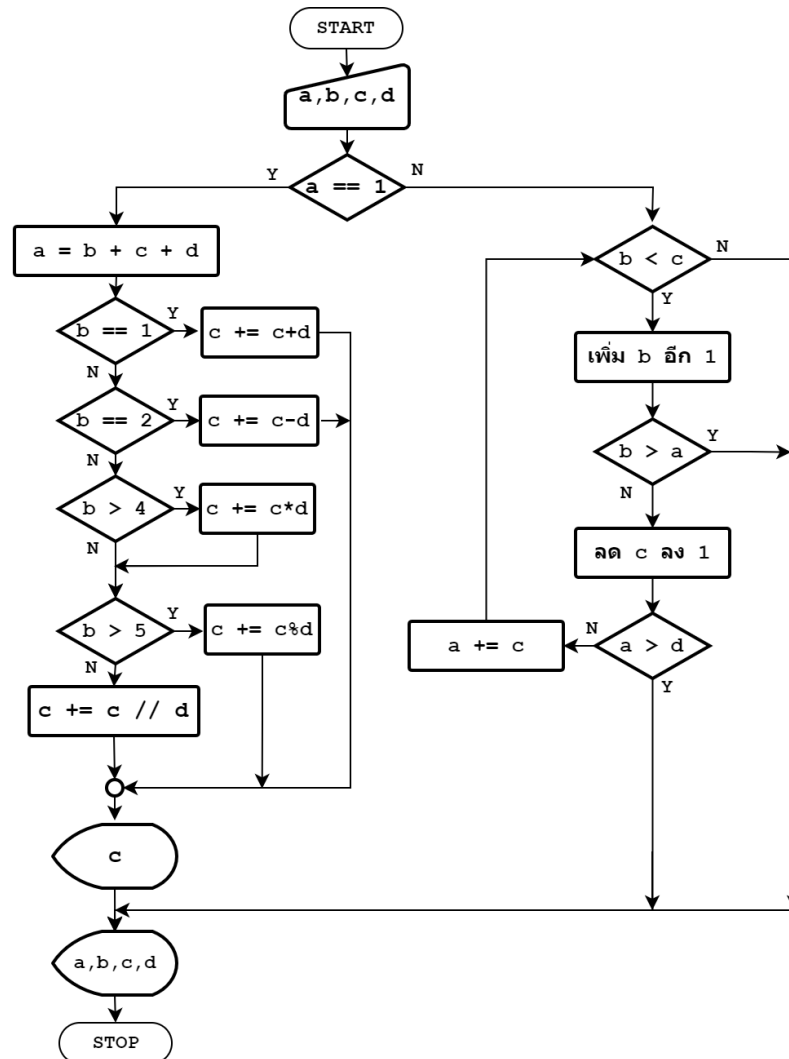 START
a,b,c,d
a == 1
Y
N
a = b + c + d
b == 1
Y
c += c+d
N
b == 2
Y
c += c-d
N
b > 4
Y
c += c*d
N
b > 5
Y
c += c%d
N
c += c // d
c
a,b,c,d
STOP
b < c
N
Y
เพิ่ม b อีก 1
b > a
Y
N
ลด c ลง 1
a > d
N
a += c
Y